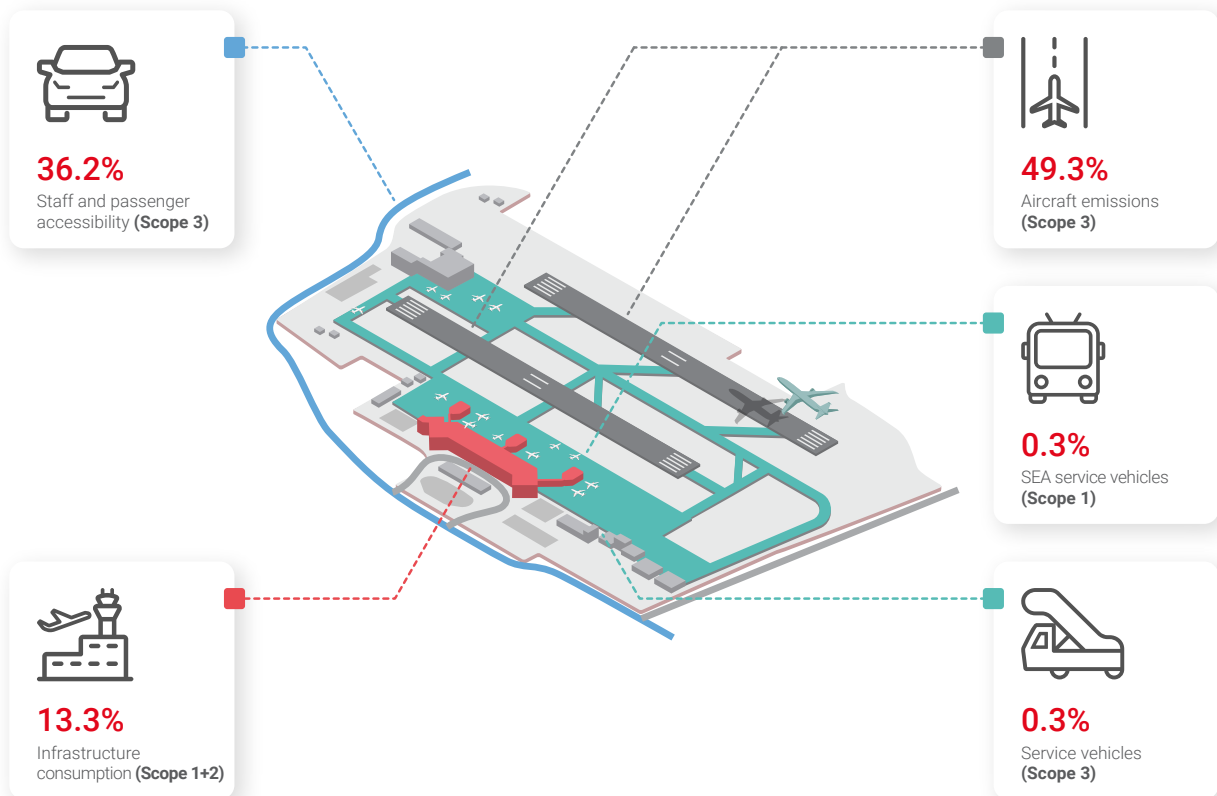 36.2%
Staff and passenger
accessibility (Scope 3)
49.3%
Aircraft emissions
(Scope 3)
0.3%
SEA service vehicles
(Scope 1)
13.3%
Infrastructure
consumption (Scope 1+2)
0.3%
Service vehicles
(Scope 3)